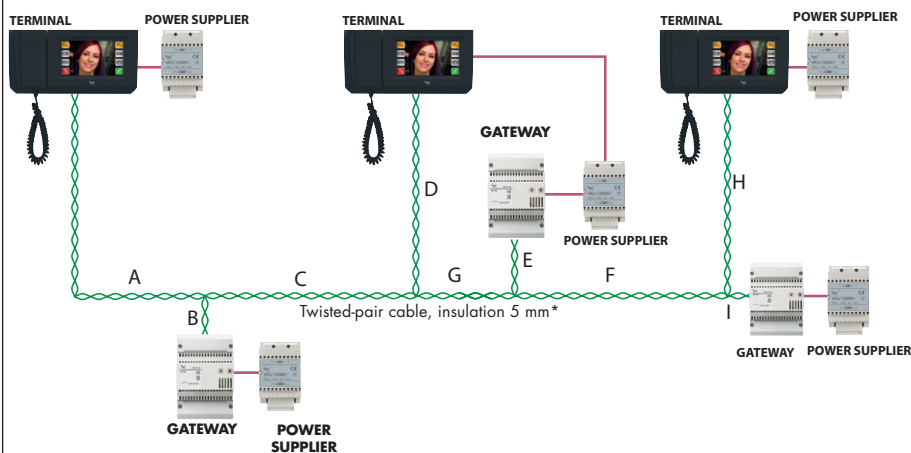 TERMINAL
POWER SUPPLIER
TERMINAL
TERMINAL
POWER SUPPLIER
GATEWAY
D
H
POWER SUPPLIER
E
A
C
G
F
B
Twisted-pair cable, insulation 5 mm*
I
GATEWAY
POWER SUPPLIER
GATEWAY
POWER
SUPPLIER